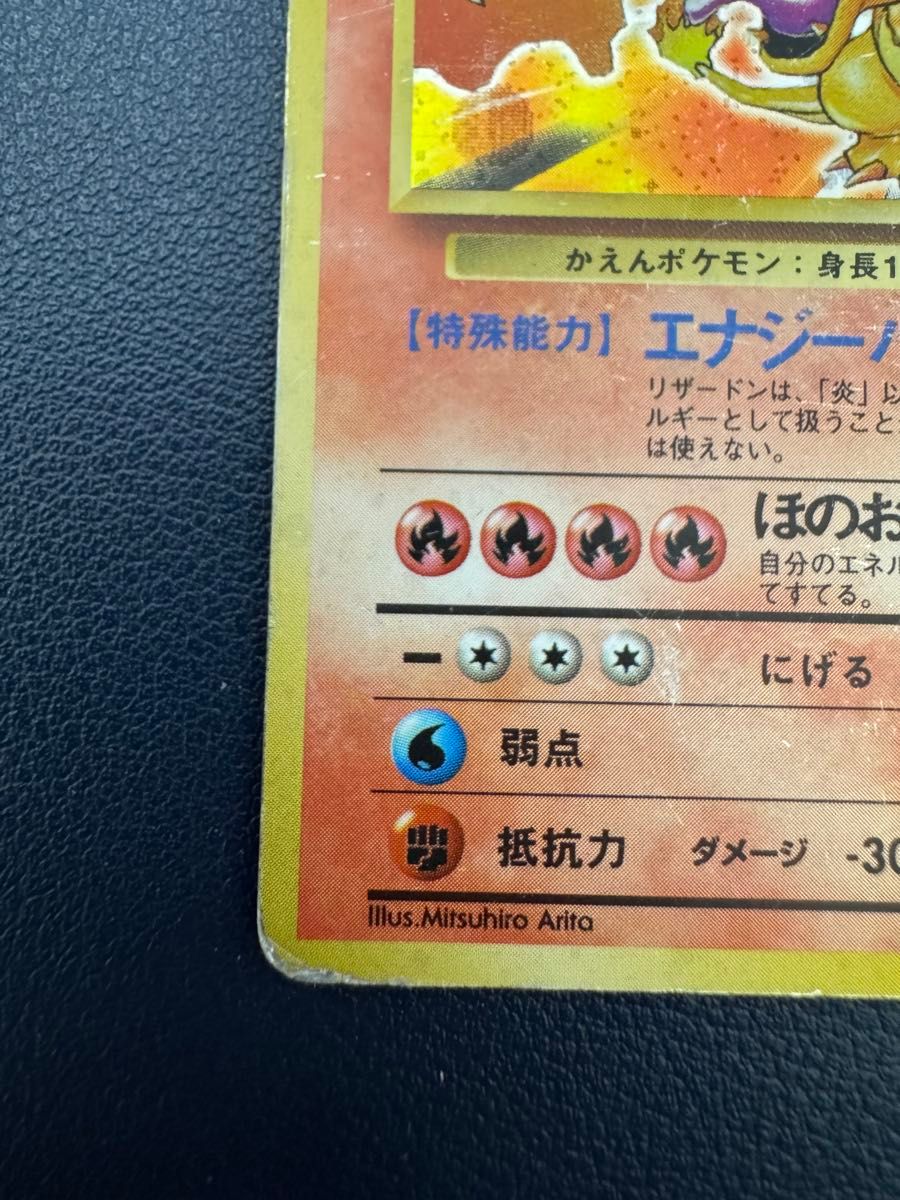 かえんポケモン：身長1
【特殊能力】 エナジー
リザードンは、「炎」以
ルギーとして扱うこと
は使えない。
ほのお
自分のエネル
てすてる。
ー にげる
弱点
抵抗力 ダメージ -30
Illus.Mitsuhiro Arita